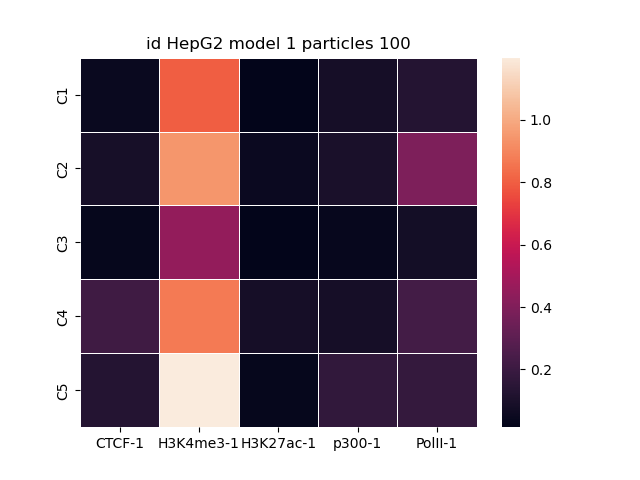 id HepG2 model 1 particles 100
C1
C2
C3
C4
C5
CTCF-1 H3K4me3-1 H3K27ac-1 p300-1 PolII-1
1.0
0.8
0.6
0.4
0.2